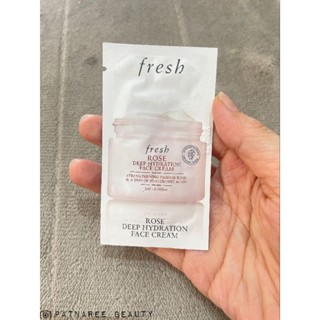 fresh
fresh
ROSE
DEEP HYDRATION
FACE CREAM
ROSE
DEEP HYDRATION
FACE CREAM
@PATNAREE_BEAUTY